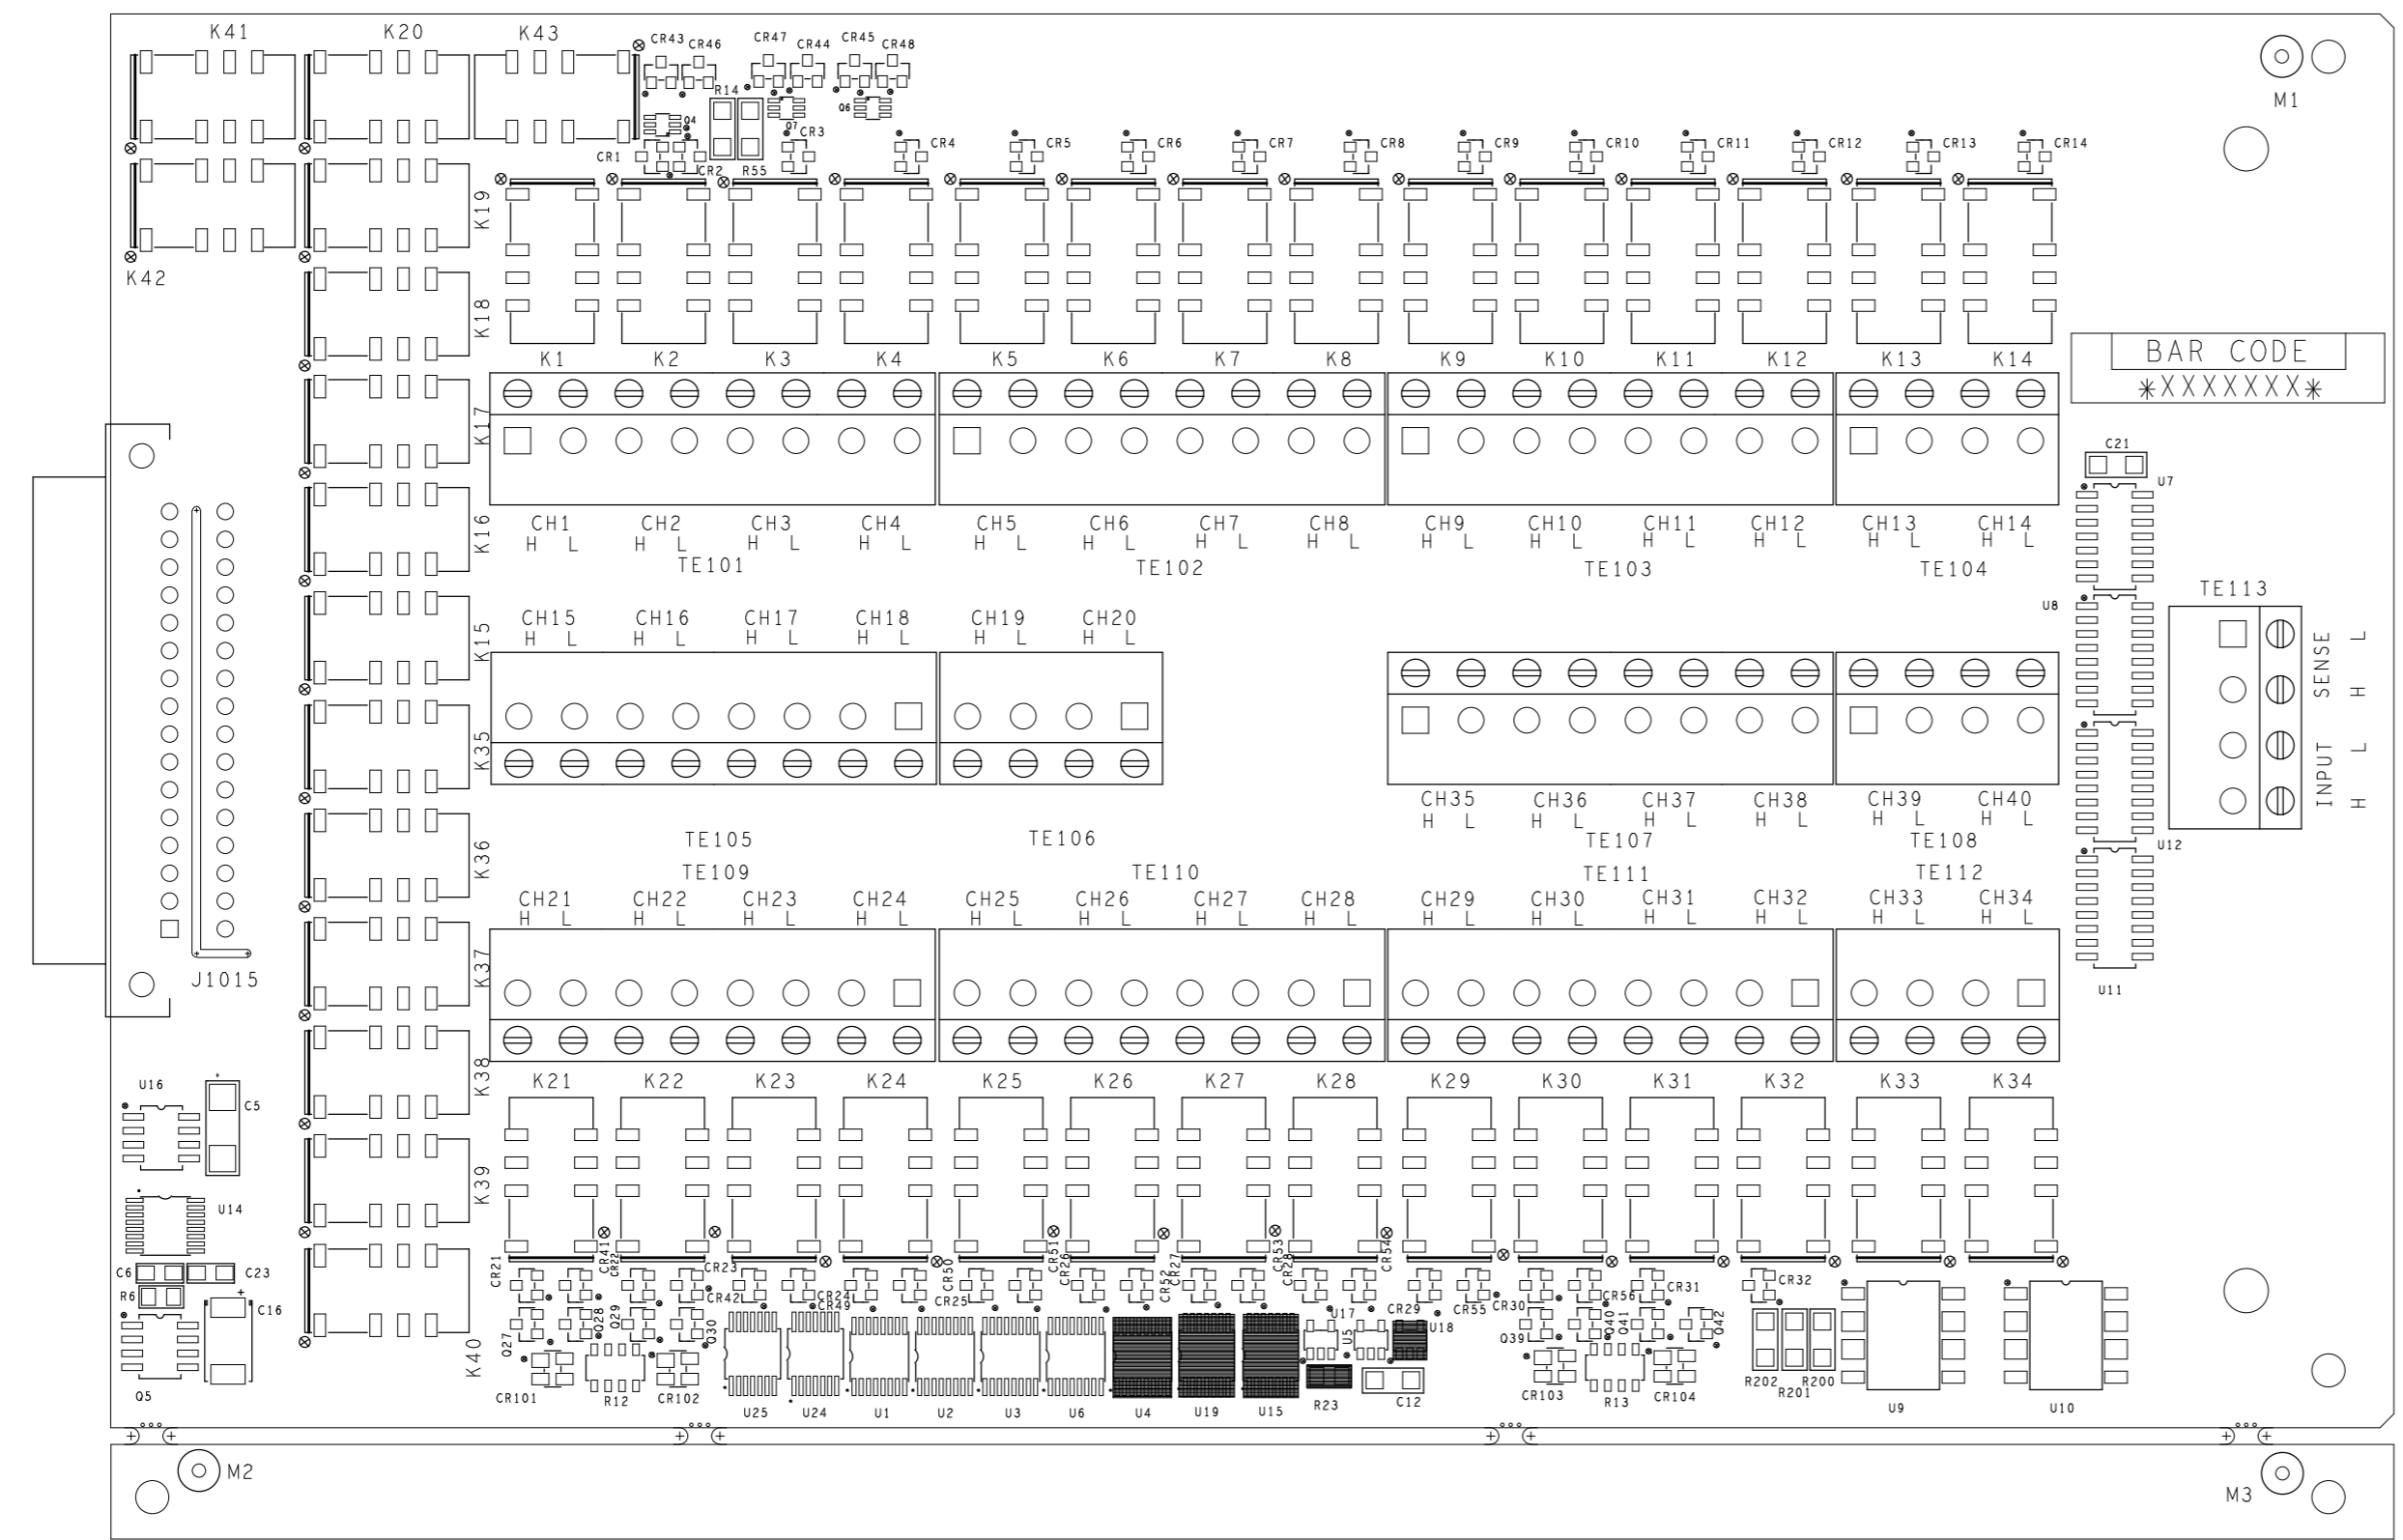 K41 K20 K43
CR43 CR46 CR47 CR44 CR45 CR48
R14 Q4 Q7 Q6
M1
CR1 CR2 R55 CR3 CR4 CR5 CR6 CR7 CR8 CR9 CR10 CR11 CR12 CR13 CR14
K42
K19
K18
K17
K16
K15
K35
K36
K37
K38
K39
K40
K1 K2 K3 K4 K5 K6 K7 K8 K9 K10 K11 K12 K13 K14
BAR CODE
*XXXXXXX*
C21
U7
CH1 CH2 CH3 CH4 CH5 CH6 CH7 CH8 CH9 CH10 CH11 CH12 CH13 CH14
H L H L H L H L H L H L H L H L H L H L H L H L H L H L
TE101 TE102 TE103 TE104
U8
TE113
CH15 CH16 CH17 CH18 CH19 CH20
H L H L H L H L H L H L
SENSE
L
H
INPUT
L
H
CH35 CH36 CH37 CH38 CH39 CH40
H L H L H L H L H L H L
TE105 TE106 TE107 TE108
U12
TE109 TE110 TE111 TE112
CH21 CH22 CH23 CH24 CH25 CH26 CH27 CH28 CH29 CH30 CH31 CH32 CH33 CH34
H L H L H L H L H L H L H L H L H L H L H L H L H L H L
J1015
U11
K21 K22 K23 K24 K25 K26 K27 K28 K29 K30 K31 K32 K33 K34
U16
C5
U14
C6 C23
R6
+
C16
Q5
CR21 CR41 CR22 CR23 CR42 CR24 CR49 CR50 CR25 CR51 CR26 CR52 CR27 CR53 CR28 CR54 CR29 CR55 CR30 CR56 CR31 CR32
Q27 Q28 Q29 Q30 U17 U5 U18 Q39 Q40 Q41 Q42
CR101 R12 CR102 U25 U24 U1 U2 U3 U6 U4 U19 U15 R23 C12 CR103 R13 CR104 R202 R201 R200 U9 U10
M2
M3